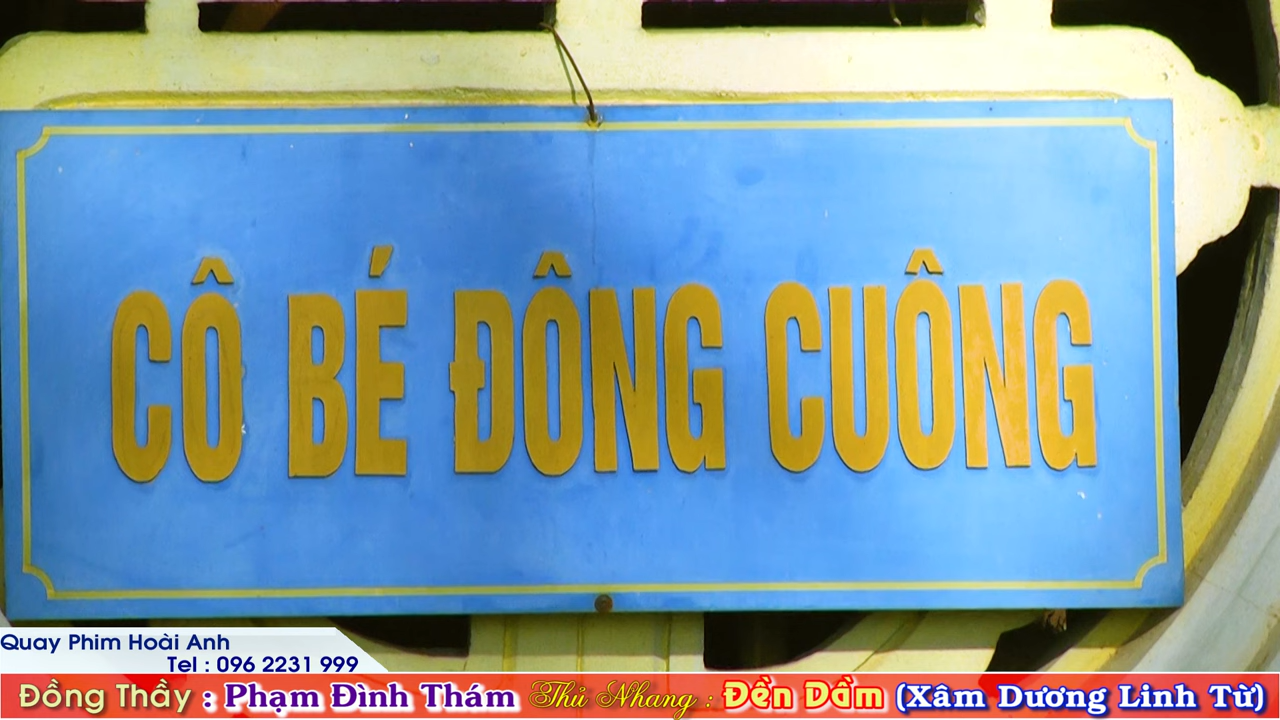 CÔ BÉ ĐÔNG CUÔNG
Quay Phim Hoài Anh
Tel : 096 2231 999
Đồng Thầy : Phạm Đình Thám Thủ Nhang : Đền Dầm (Xâm Dương Linh Từ)